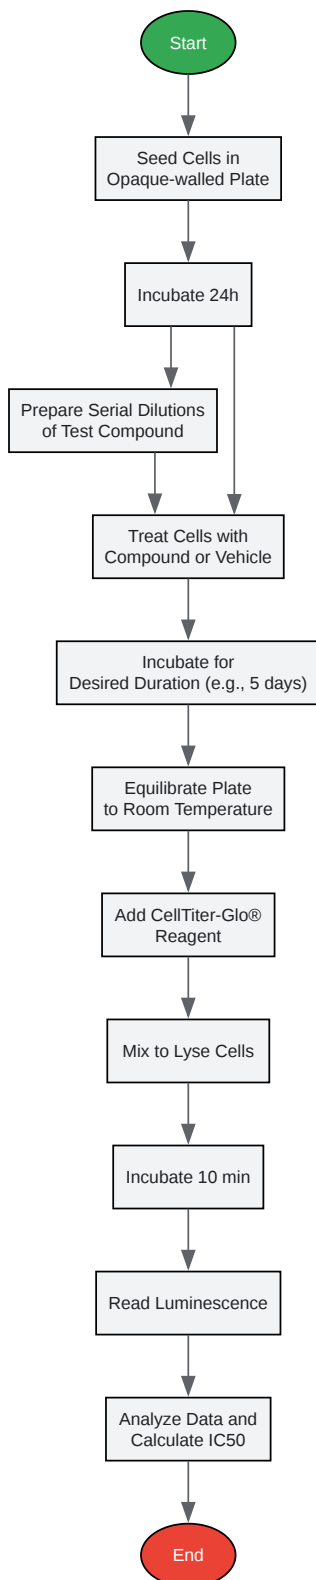 Start
Seed Cells in
Opaque-walled Plate
Incubate 24h
Prepare Serial Dilutions
of Test Compound
Treat Cells with
Compound or Vehicle
Incubate for
Desired Duration (e.g., 5 days)
Equilibrate Plate
to Room Temperature
Add CellTiter-Glo®
Reagent
Mix to Lyse Cells
Incubate 10 min
Read Luminescence
Analyze Data and
Calculate IC50
End